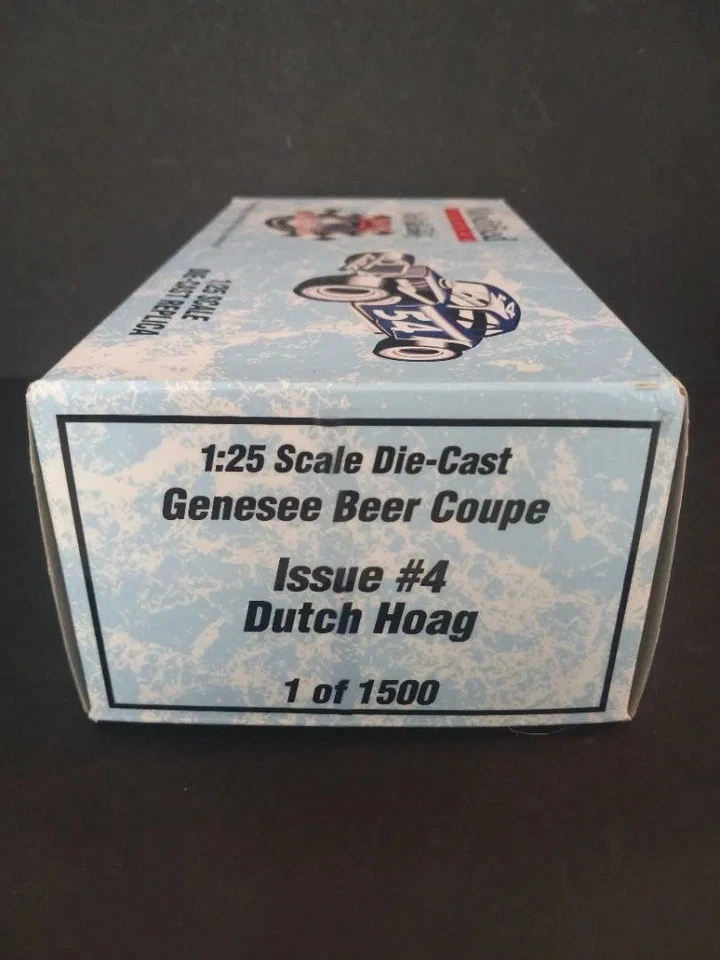 1/25 SCALE
DIE-CAST REPLICA
34
1:25 Scale Die-Cast
Genesee Beer Coupe
Issue #4
Dutch Hoag
1 of 1500